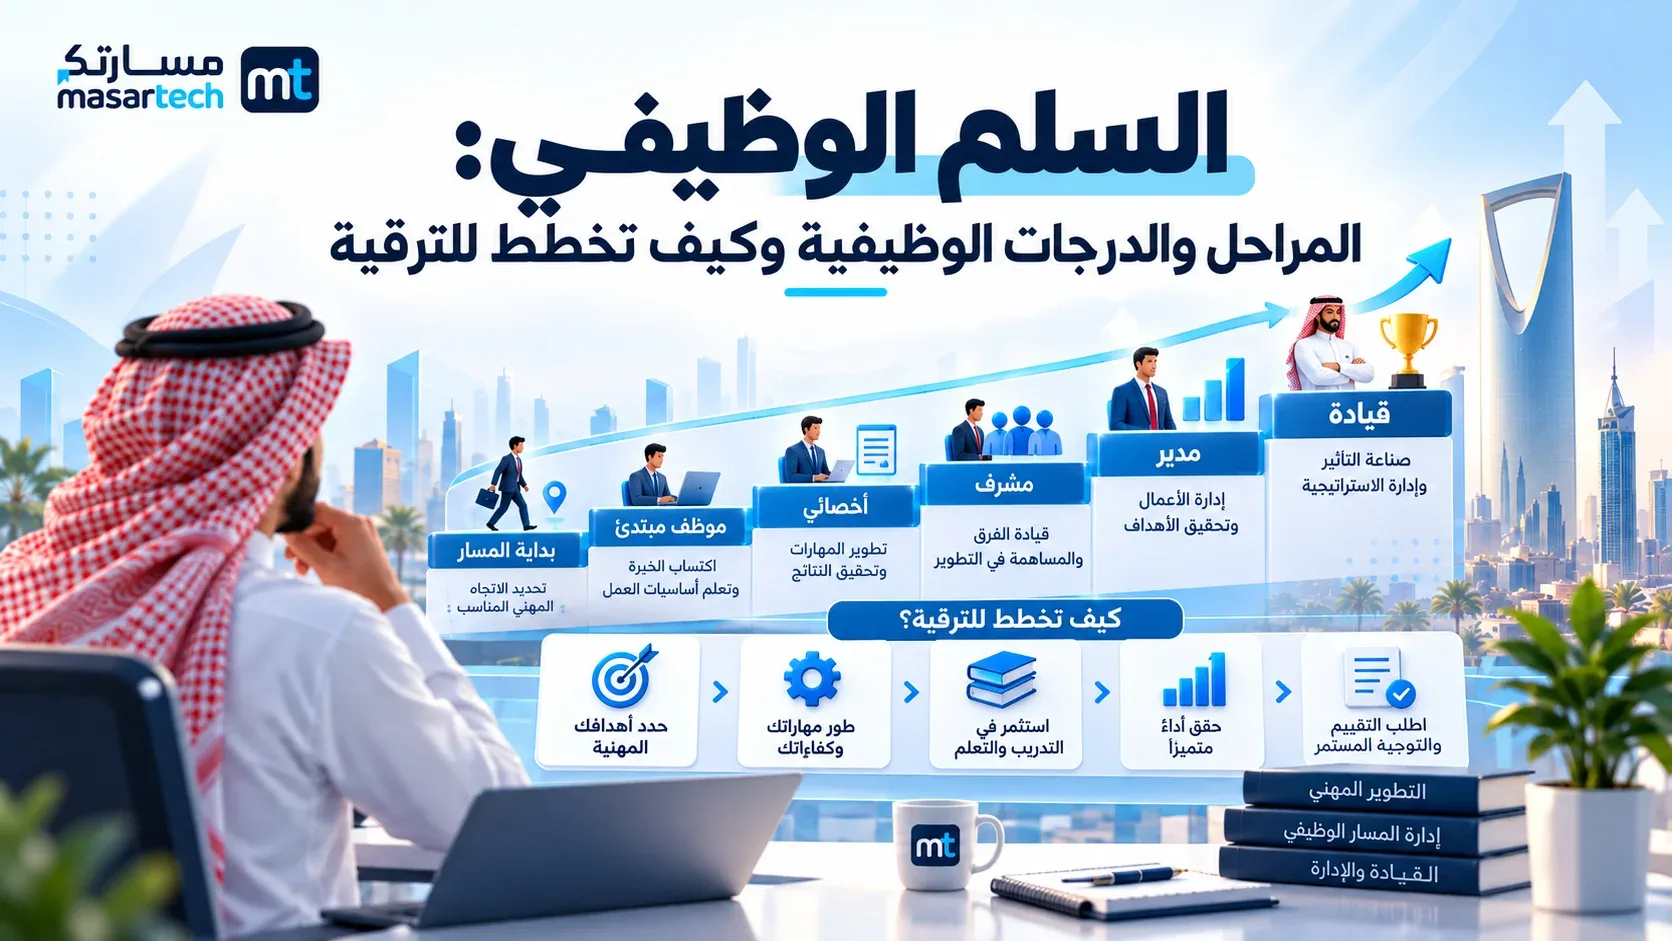 مسارتك
masartech
mt
السلم الوظيفي:
المراحل والدرجات الوظيفية وكيف تخطط للترقية
بداية المسار
تحديد الاتجاه
المهني المناسب
موظف مبتدئ
اكتساب الخبرة
وتعلم أساسيات العمل
أخصائي
تطوير المهارات
وتحقيق النتائج
مشرف
قيادة الفرق
والمساهمة في التطوير
مدير
إدارة الأعمال
وتحقيق الأهداف
قيادة
صناعة التأثير
وإدارة الاستراتيجية
كيف تخطط للترقية؟
حدد أهدافك
المهنية
طور مهاراتك
وكفاءاتك
استثمر في
التدريب والتعلم
حقق أداءً
متميزاً
اطلب التقييم
والتوجية المستمر
التطوير المهني
إدارة المسار الوظيفي
القيادة والإدارة
mt